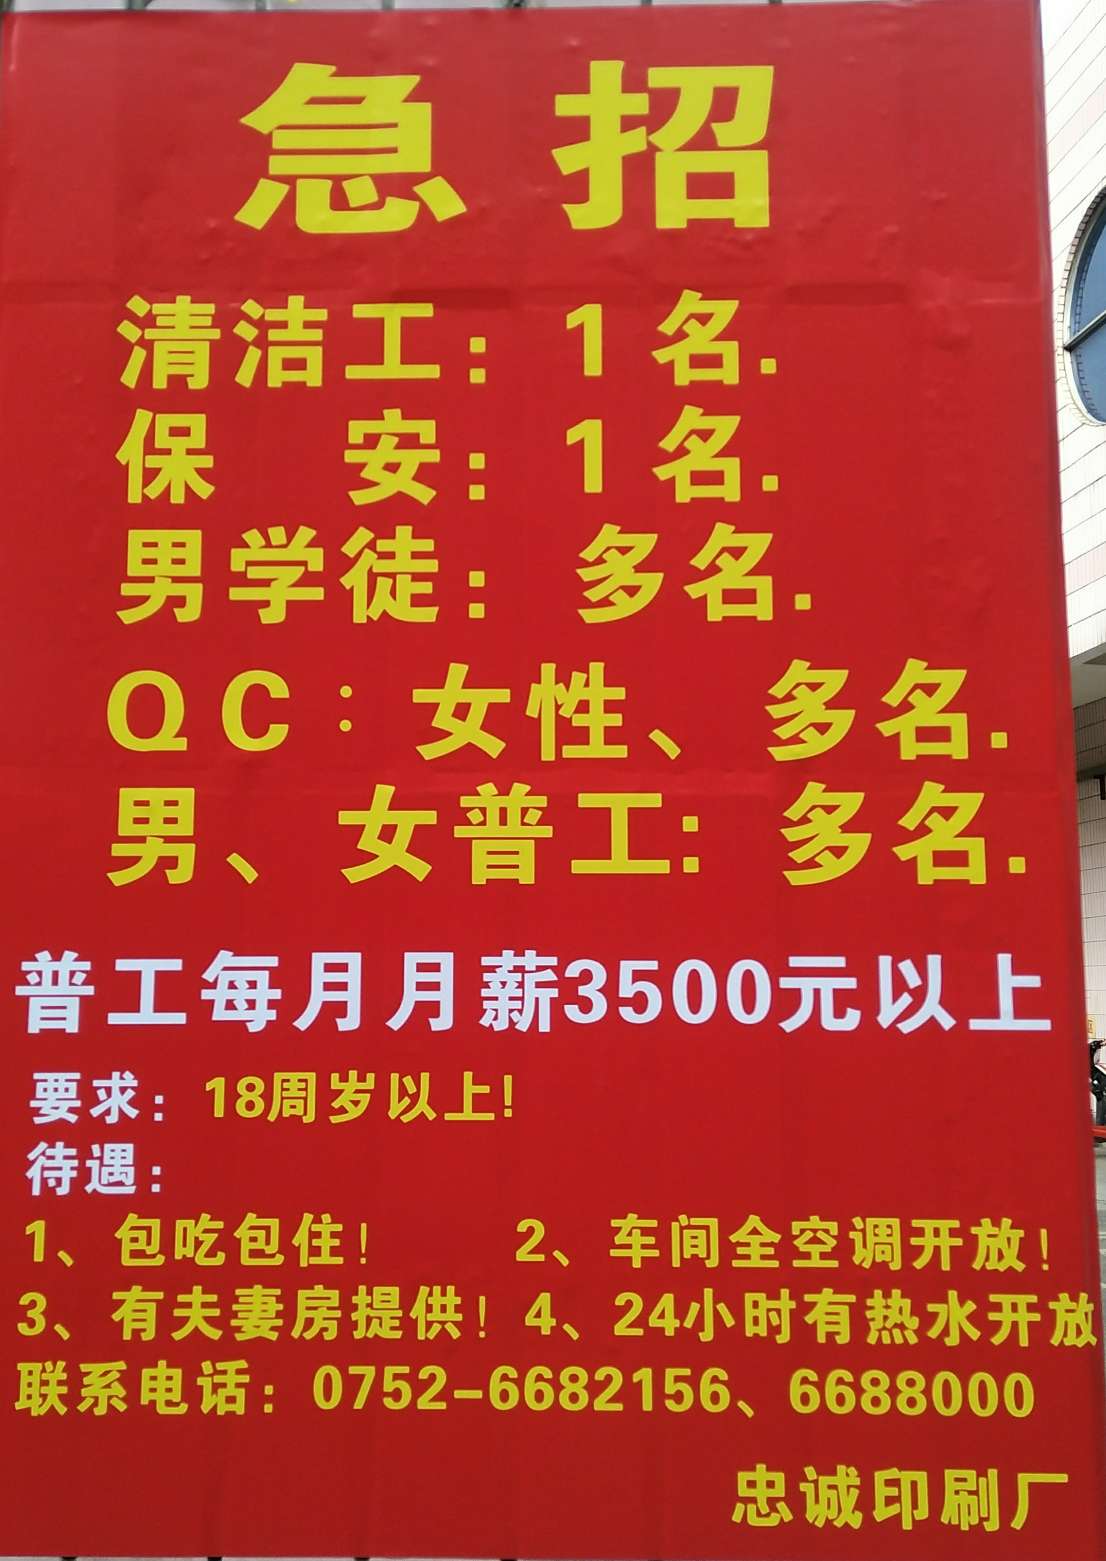 急招
清洁工：1名.
保 安：1名.
男学徒：多名.
QC：女性、多名.
男、女普工：多名.
普工每月月薪3500元以上
要求：18周岁以上！
待遇：
1、包吃包住！ 2、车间全空调开放！
3、有夫妻房提供！4、24小时有热水开放
联系电话：0752-6682156、6688000
忠诚印刷厂